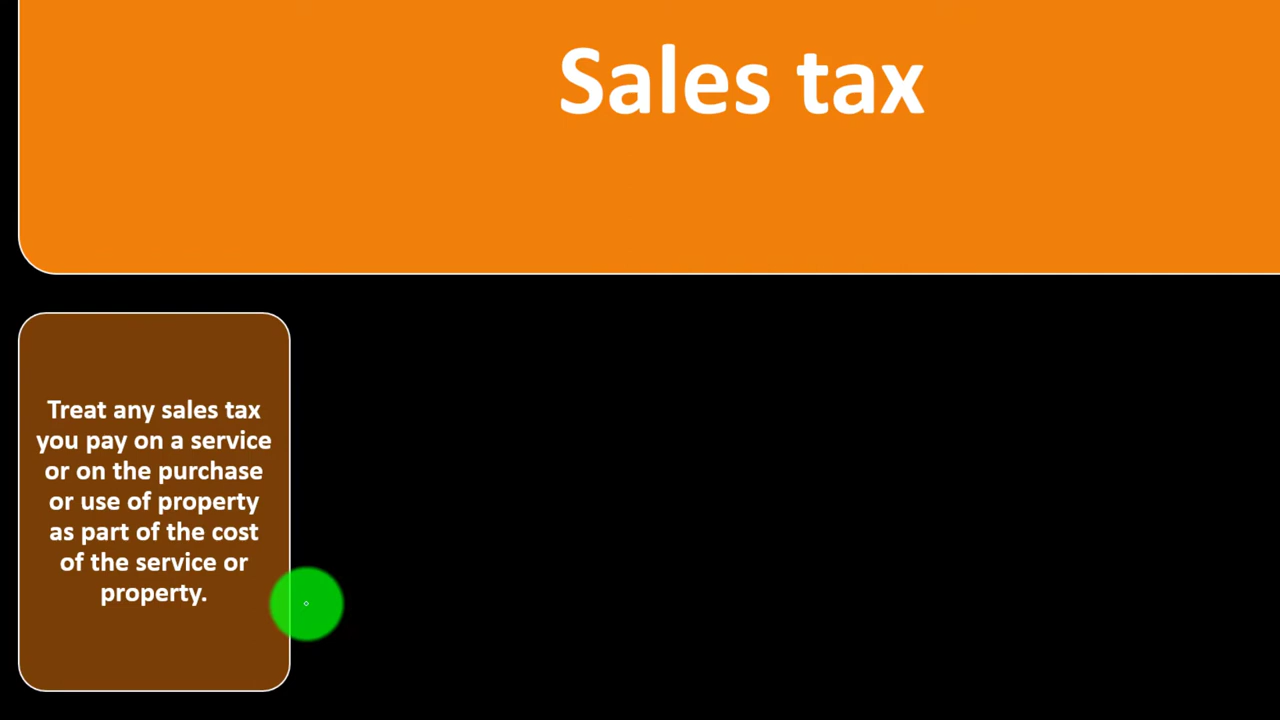 Sales tax
Treat any sales tax
you pay on a service
or on the purchase
or use of property
as part of the cost
of the service or
property.